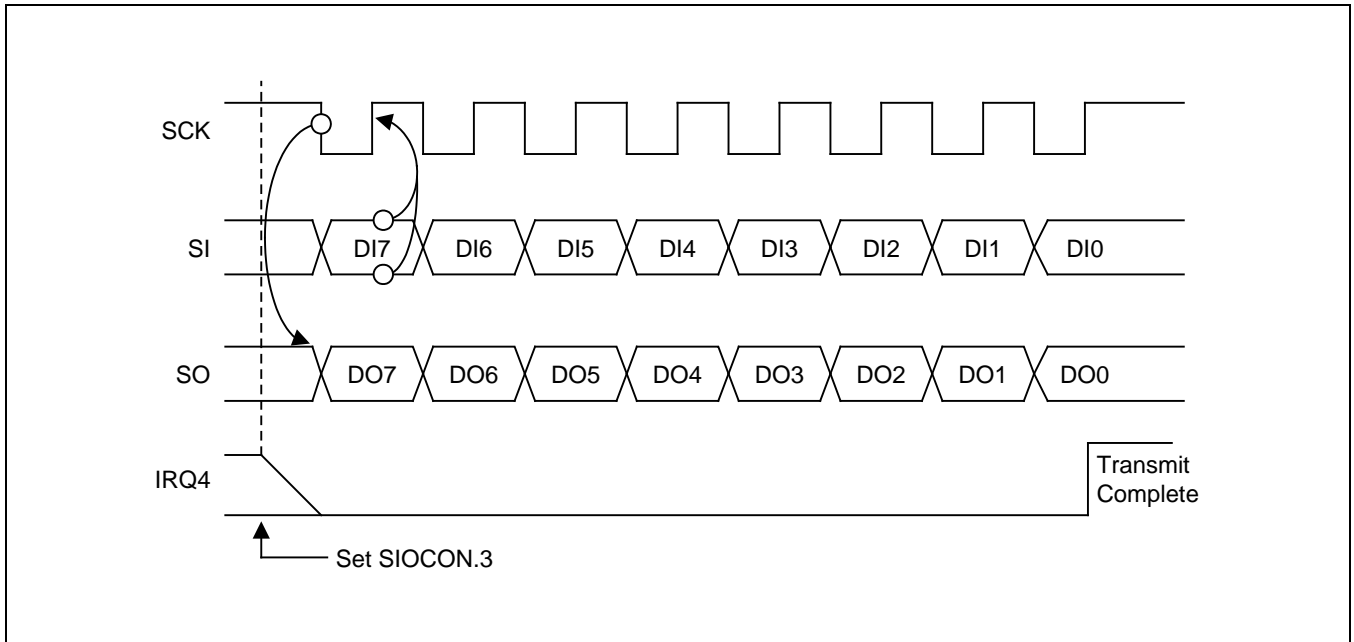 SCK
SI
DI7 DI6 DI5 DI4 DI3 DI2 DI1 DI0
SO
DO7 DO6 DO5 DO4 DO3 DO2 DO1 DO0
IRQ4
Transmit
Complete
Set SIOCON.3